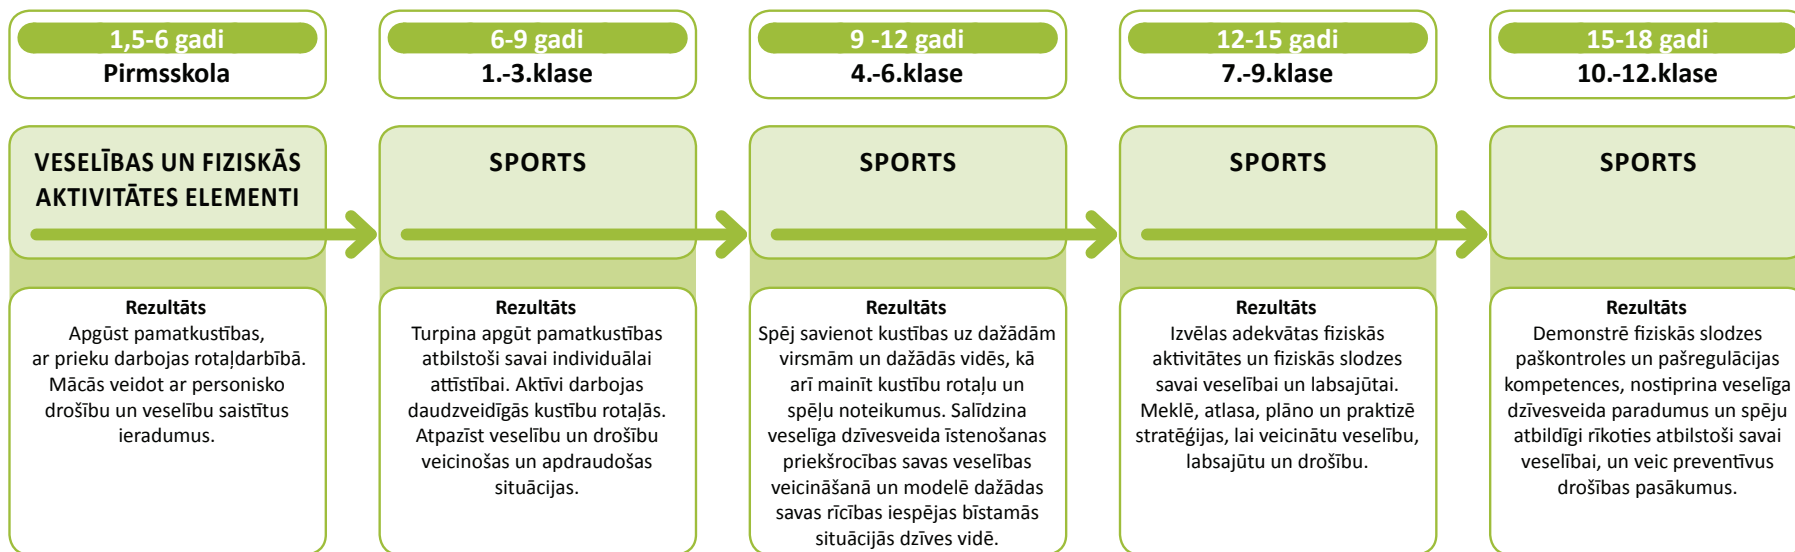 1,5-6 gadi
Pirmsskola
6-9 gadi
1.-3.klase
9 -12 gadi
4.-6.klase
12-15 gadi
7.-9.klase
15-18 gadi
10.-12.klase
VESELĪBAS UN FIZISKĀS
AKTIVITĀTES ELEMENTI
SPORTS
SPORTS
SPORTS
SPORTS
Rezultāts
Apgūst pamatkustības,
ar prieku darbojas rotaļdarbībā.
Mācās veidot ar personisko
drošību un veselību saistītus
ieradumus.
Rezultāts
Turpina apgūt pamatkustības
atbilstoši savai individuālai
attīstībai. Aktīvi darbojas
daudzveidīgās kustību rotaļās.
Atpazīst veselību un drošību
veicinošas un apdraudošas
situācijas.
Rezultāts
Spēj savienot kustības uz dažādām
virsmām un dažādās vidēs, kā
arī mainīt kustību rotaļu un
spēļu noteikumus. Salīdzina
veselīga dzīvesveida īstenošanas
priekšrocības savas veselības
veicināšanā un modelē dažādas
savas rīcības iespējas bīstamās
situācijās dzīves vidē.
Rezultāts
Izvēlas adekvātas fiziskās
aktivitātes un fiziskās slodzes
savai veselībai un labsajūtai.
Meklē, atlasa, plāno un praktizē
stratēģijas, lai veicinātu veselību,
labsajūtu un drošību.
Rezultāts
Demonstrē fiziskās slodzes
paškontroles un pašregulācijas
kompetences, nostiprina veselīga
dzīvesveida paradumus un spēju
atbildīgi rīkoties atbilstoši savai
veselībai, un veic preventīvus
drošības pasākumus.